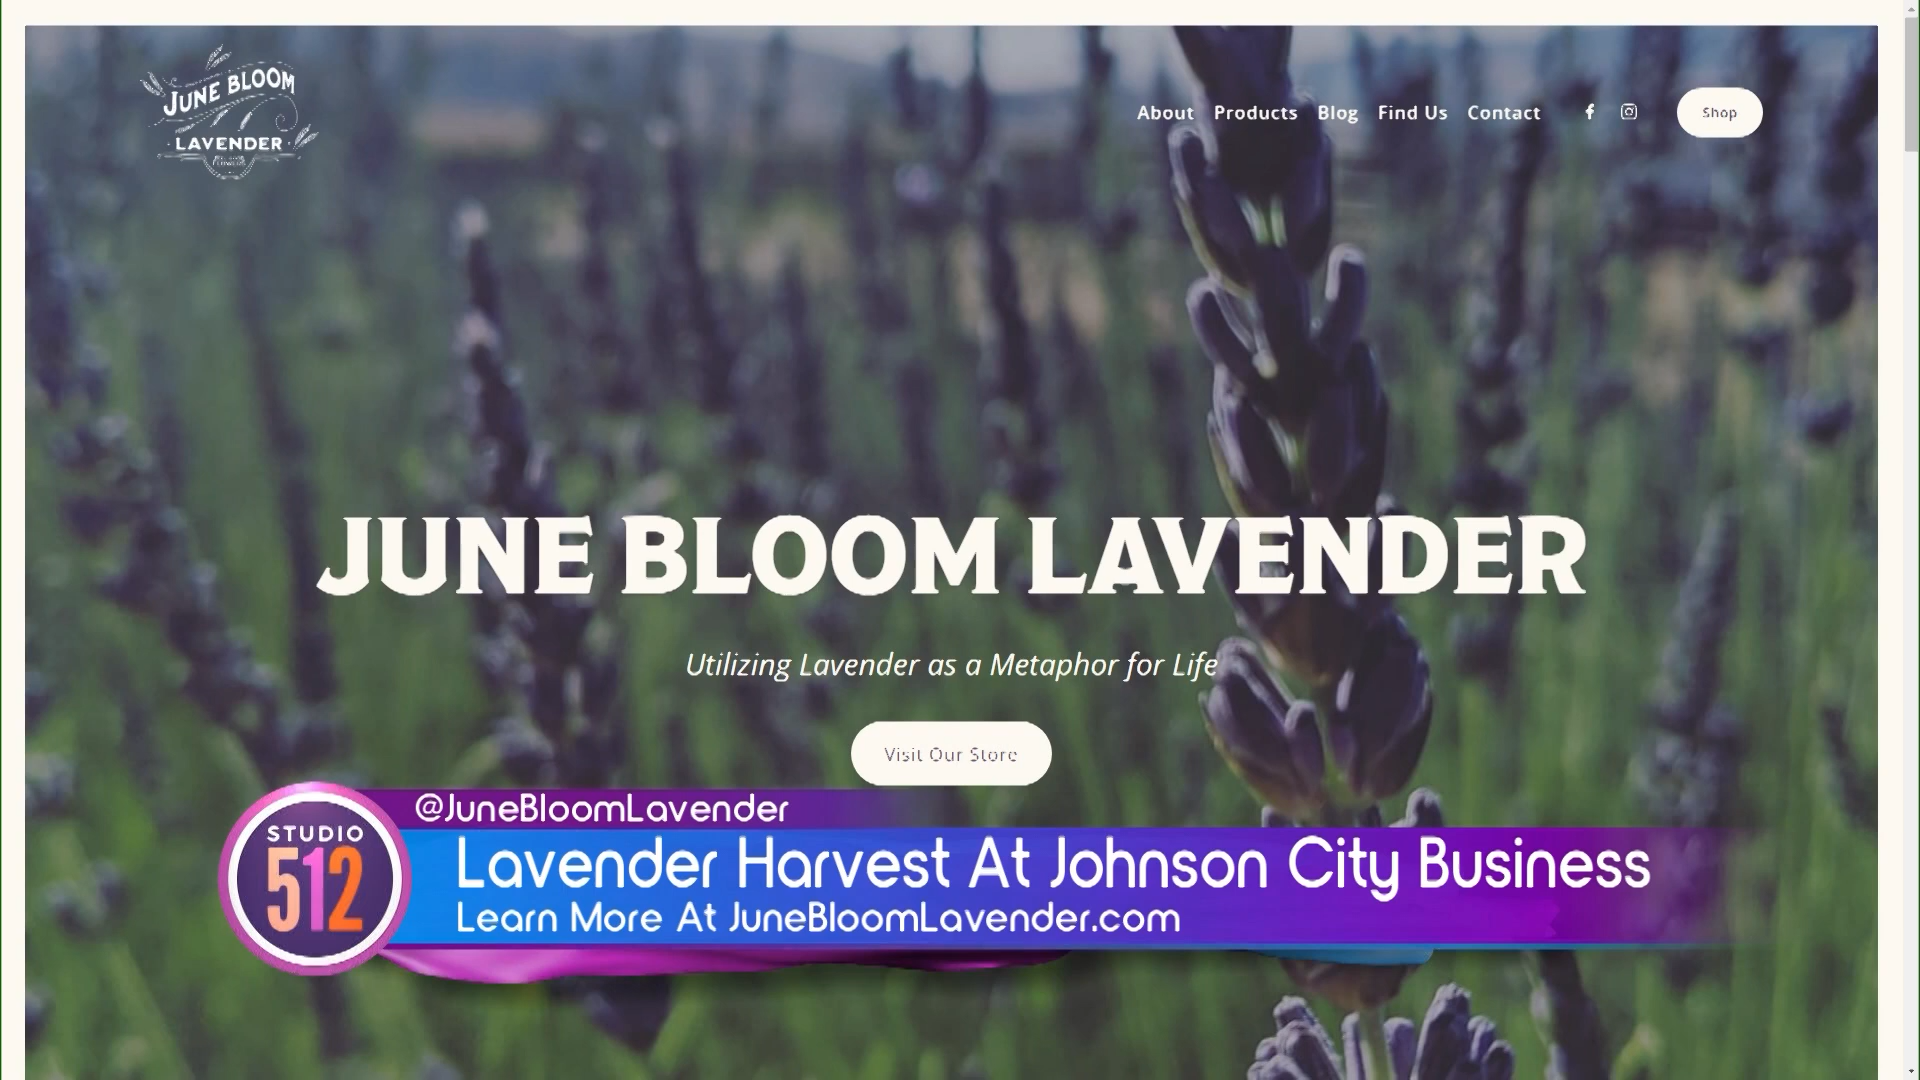 JUNE BLOOM
LAVENDER
About Products Blog Find Us Contact
Shop
JUNE BLOOM LAVENDER
Utilizing Lavender as a Metaphor for Life
Visit Our Store
@JuneBloomLavender
STUDIO
512
Lavender Harvest At Johnson City Business
Learn More At JuneBloomLavender.com